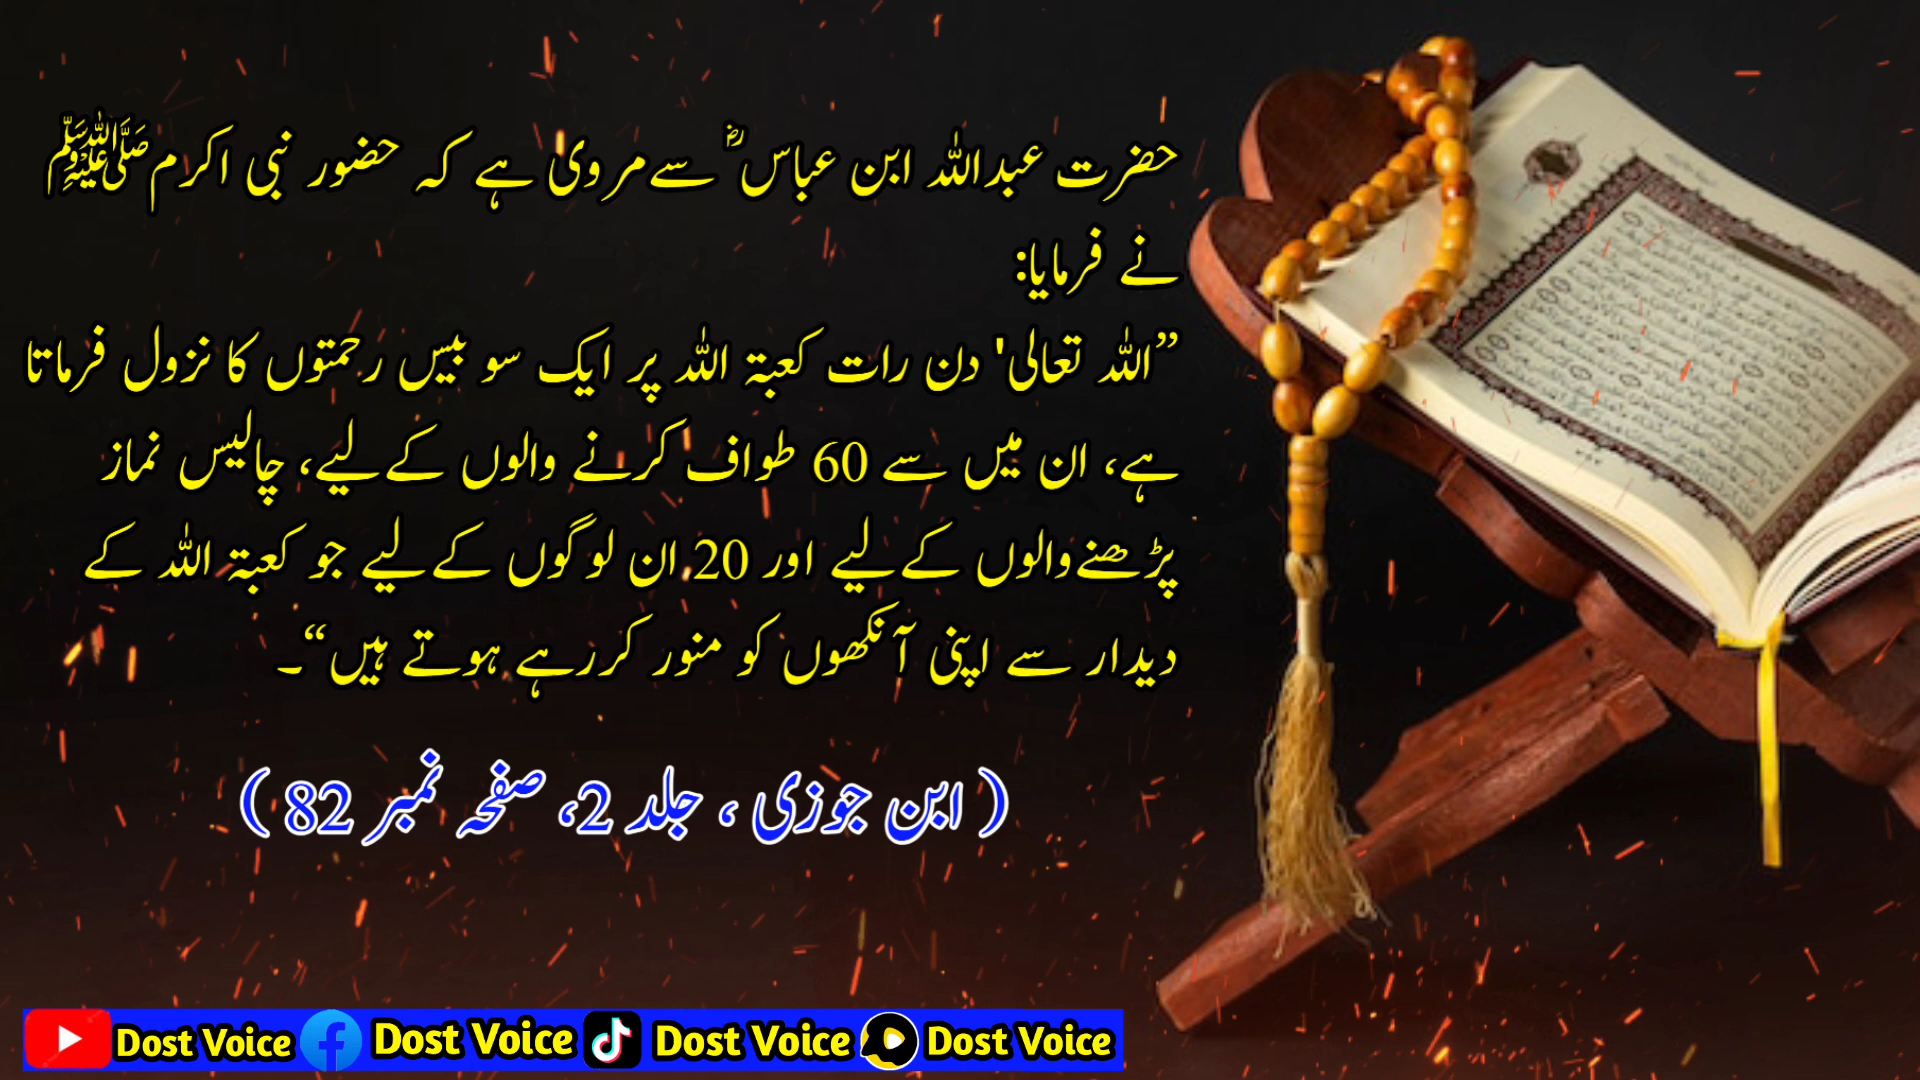 حضرت عبداللہ ابن عباسؓ سے مروی ہے کہ حضور نبی اکرم ﷺ
نے فرمایا:
”اللہ تعالی' دن رات کعبۃ اللہ پر ایک سو بیس رحمتوں کا نزول فرماتا
ہے، ان میں سے 60 طواف کرنے والوں کے لیے، چالیس نماز
پڑھنے والوں کے لیے اور 20 ان لوگوں کے لیے جو کعبۃ اللہ کے
دیدار سے اپنی آنکھوں کو منور کررہے ہوتے ہیں“۔
( ابن جوزی ، جلد 2، صفحہ نمبر 82 )
Dost Voice Dost Voice Dost Voice Dost Voice